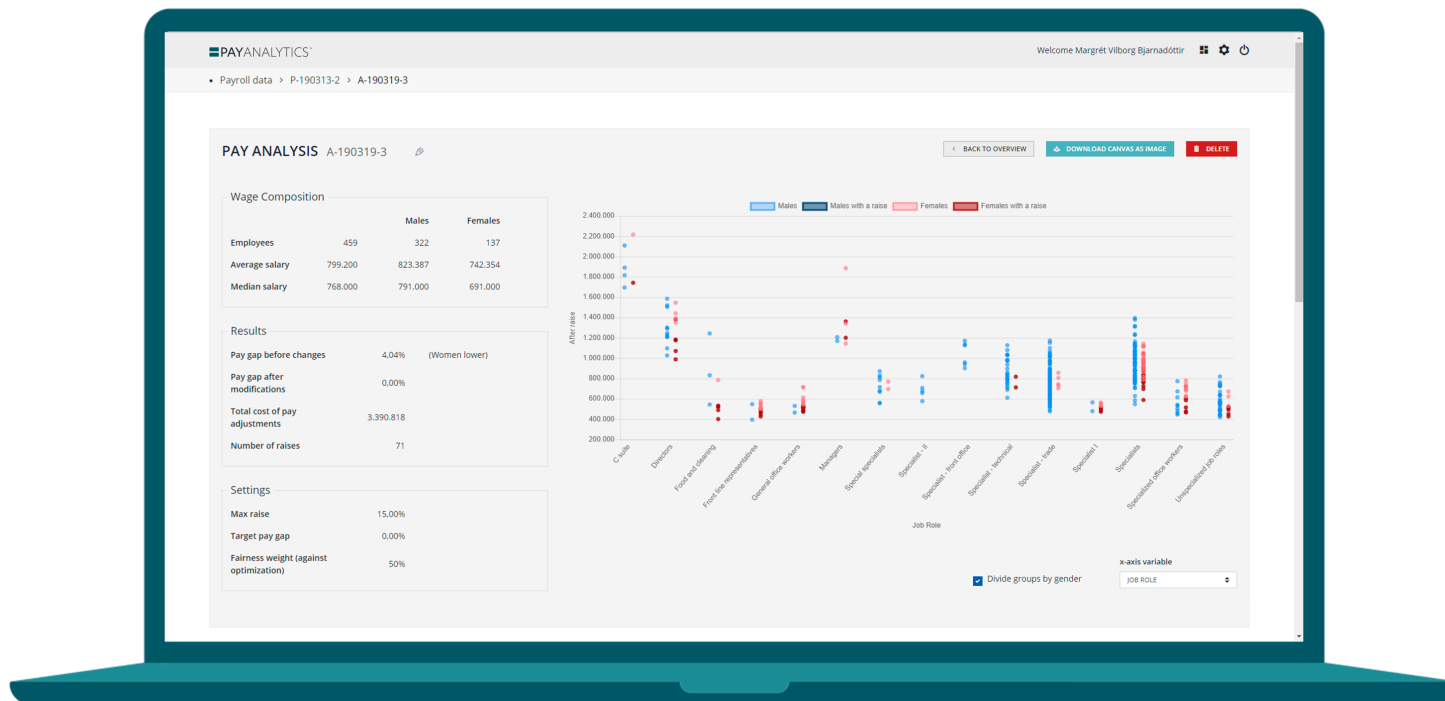 PAYANALYTICS
Welcome Margrét Vilborg Bjarnadóttir
• Payroll data > P-190313-2 > A-190319-3
PAY ANALYSIS A-190319-3
< BACK TO OVERVIEW
DOWNLOAD CANVAS AS IMAGE
DELETE
Wage Composition
Males Females
Employees 459 322 137
Average salary 799.200 823.387 742.354
Median salary 768.000 791.000 691.000
Results
Pay gap before changes 4,04% (Women lower)
Pay gap after
modifications 0,00%
Total cost of pay
adjustments 3.390.818
Number of raises 71
Settings
Max raise 15,00%
Target pay gap 0,00%
Fairness weight (against
optimization) 50%
Males Males with a raise Females Females with a raise
After raise
2.400.000
2.200.000
2.000.000
1.800.000
1.600.000
1.400.000
1.200.000
1.000.000
800.000
600.000
400.000
200.000
C suite
Directors
Food and cleaning
Front line representatives
General office workers
Managers
Special specialists
Specialist - II
Specialist - front office
Specialist - technical
Specialist - trade
Specialist I
Specialists
Specialized office workers
Unspecialized job roles
Job Role
Divide groups by gender
x-axis variable
JOB ROLE